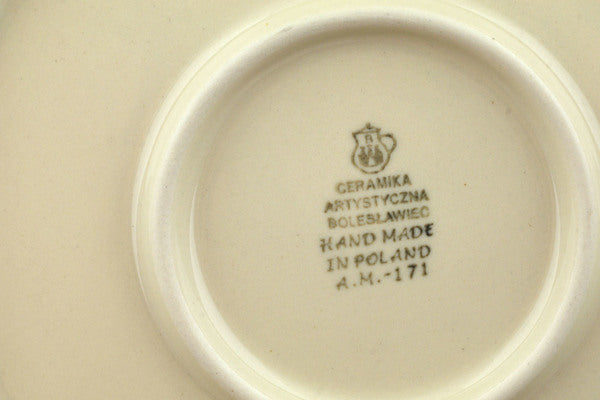 B
CERAMIKA
ARTYSTYCZNA
BOLESŁAWIEC
HAND MADE
IN POLAND
A.M.-171